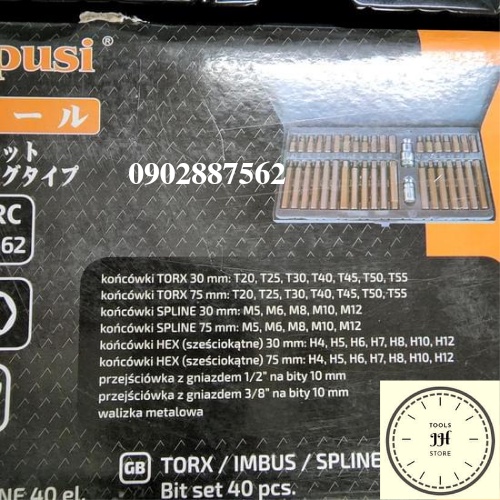 pusi®
ール
ット
グタイプ
0902887562
RC
62
końcówki TORX 30 mm: T20, T25, T30, T40, T45, T50, T55
końcówki TORX 75 mm: T20, T25, T30, T40, T45, T50, T55
końcówki SPLINE 30 mm: M5, M6, M8, M10, M12
końcówki SPLINE 75 mm: M5, M6, M8, M10, M12
końcówki HEX (sześciokątne) 30 mm: H4, H5, H6, H7, H8, H10, H12
końcówki HEX (sześciokątne) 75 mm: H4, H5, H6, H7, H8, H10, H12
przejściówka z gniazdem 1/2" na bity 10 mm
przejściówka z gniazdem 3/8" na bity 10 mm
walizka metalowa
TOOLS
JH
STORE
GB TORX / IMBUS / SPLINE
Bit set 40 pcs.
NE 40 el.